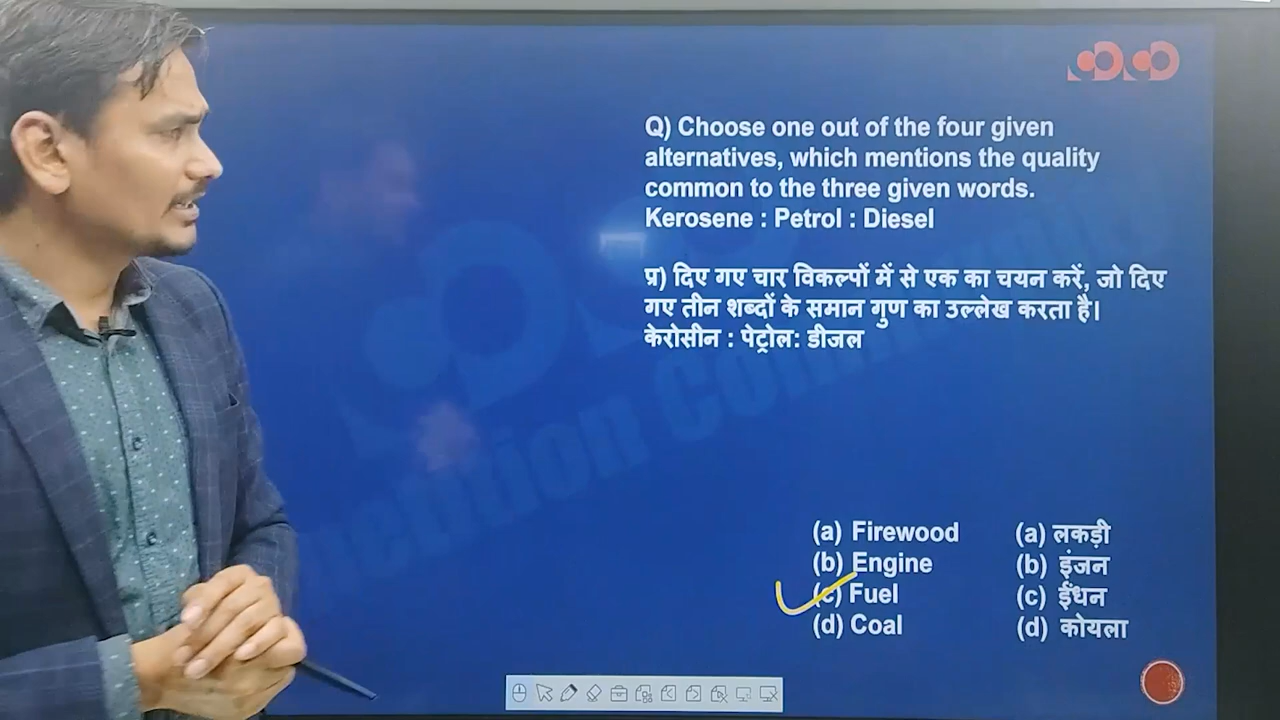 Q) Choose one out of the four given
alternatives, which mentions the quality
common to the three given words.
Kerosene : Petrol : Diesel
प्र) दिए गए चार विकल्पों में से एक का चयन करें, जो दिए
गए तीन शब्दों के समान गुण का उल्लेख करता है।
केरोसीन : पेट्रोल: डीजल
(a) Firewood (a) लकड़ी
(b) Engine (b) इंजन
(c) Fuel (c) ईंधन
(d) Coal (d) कोयला
Community